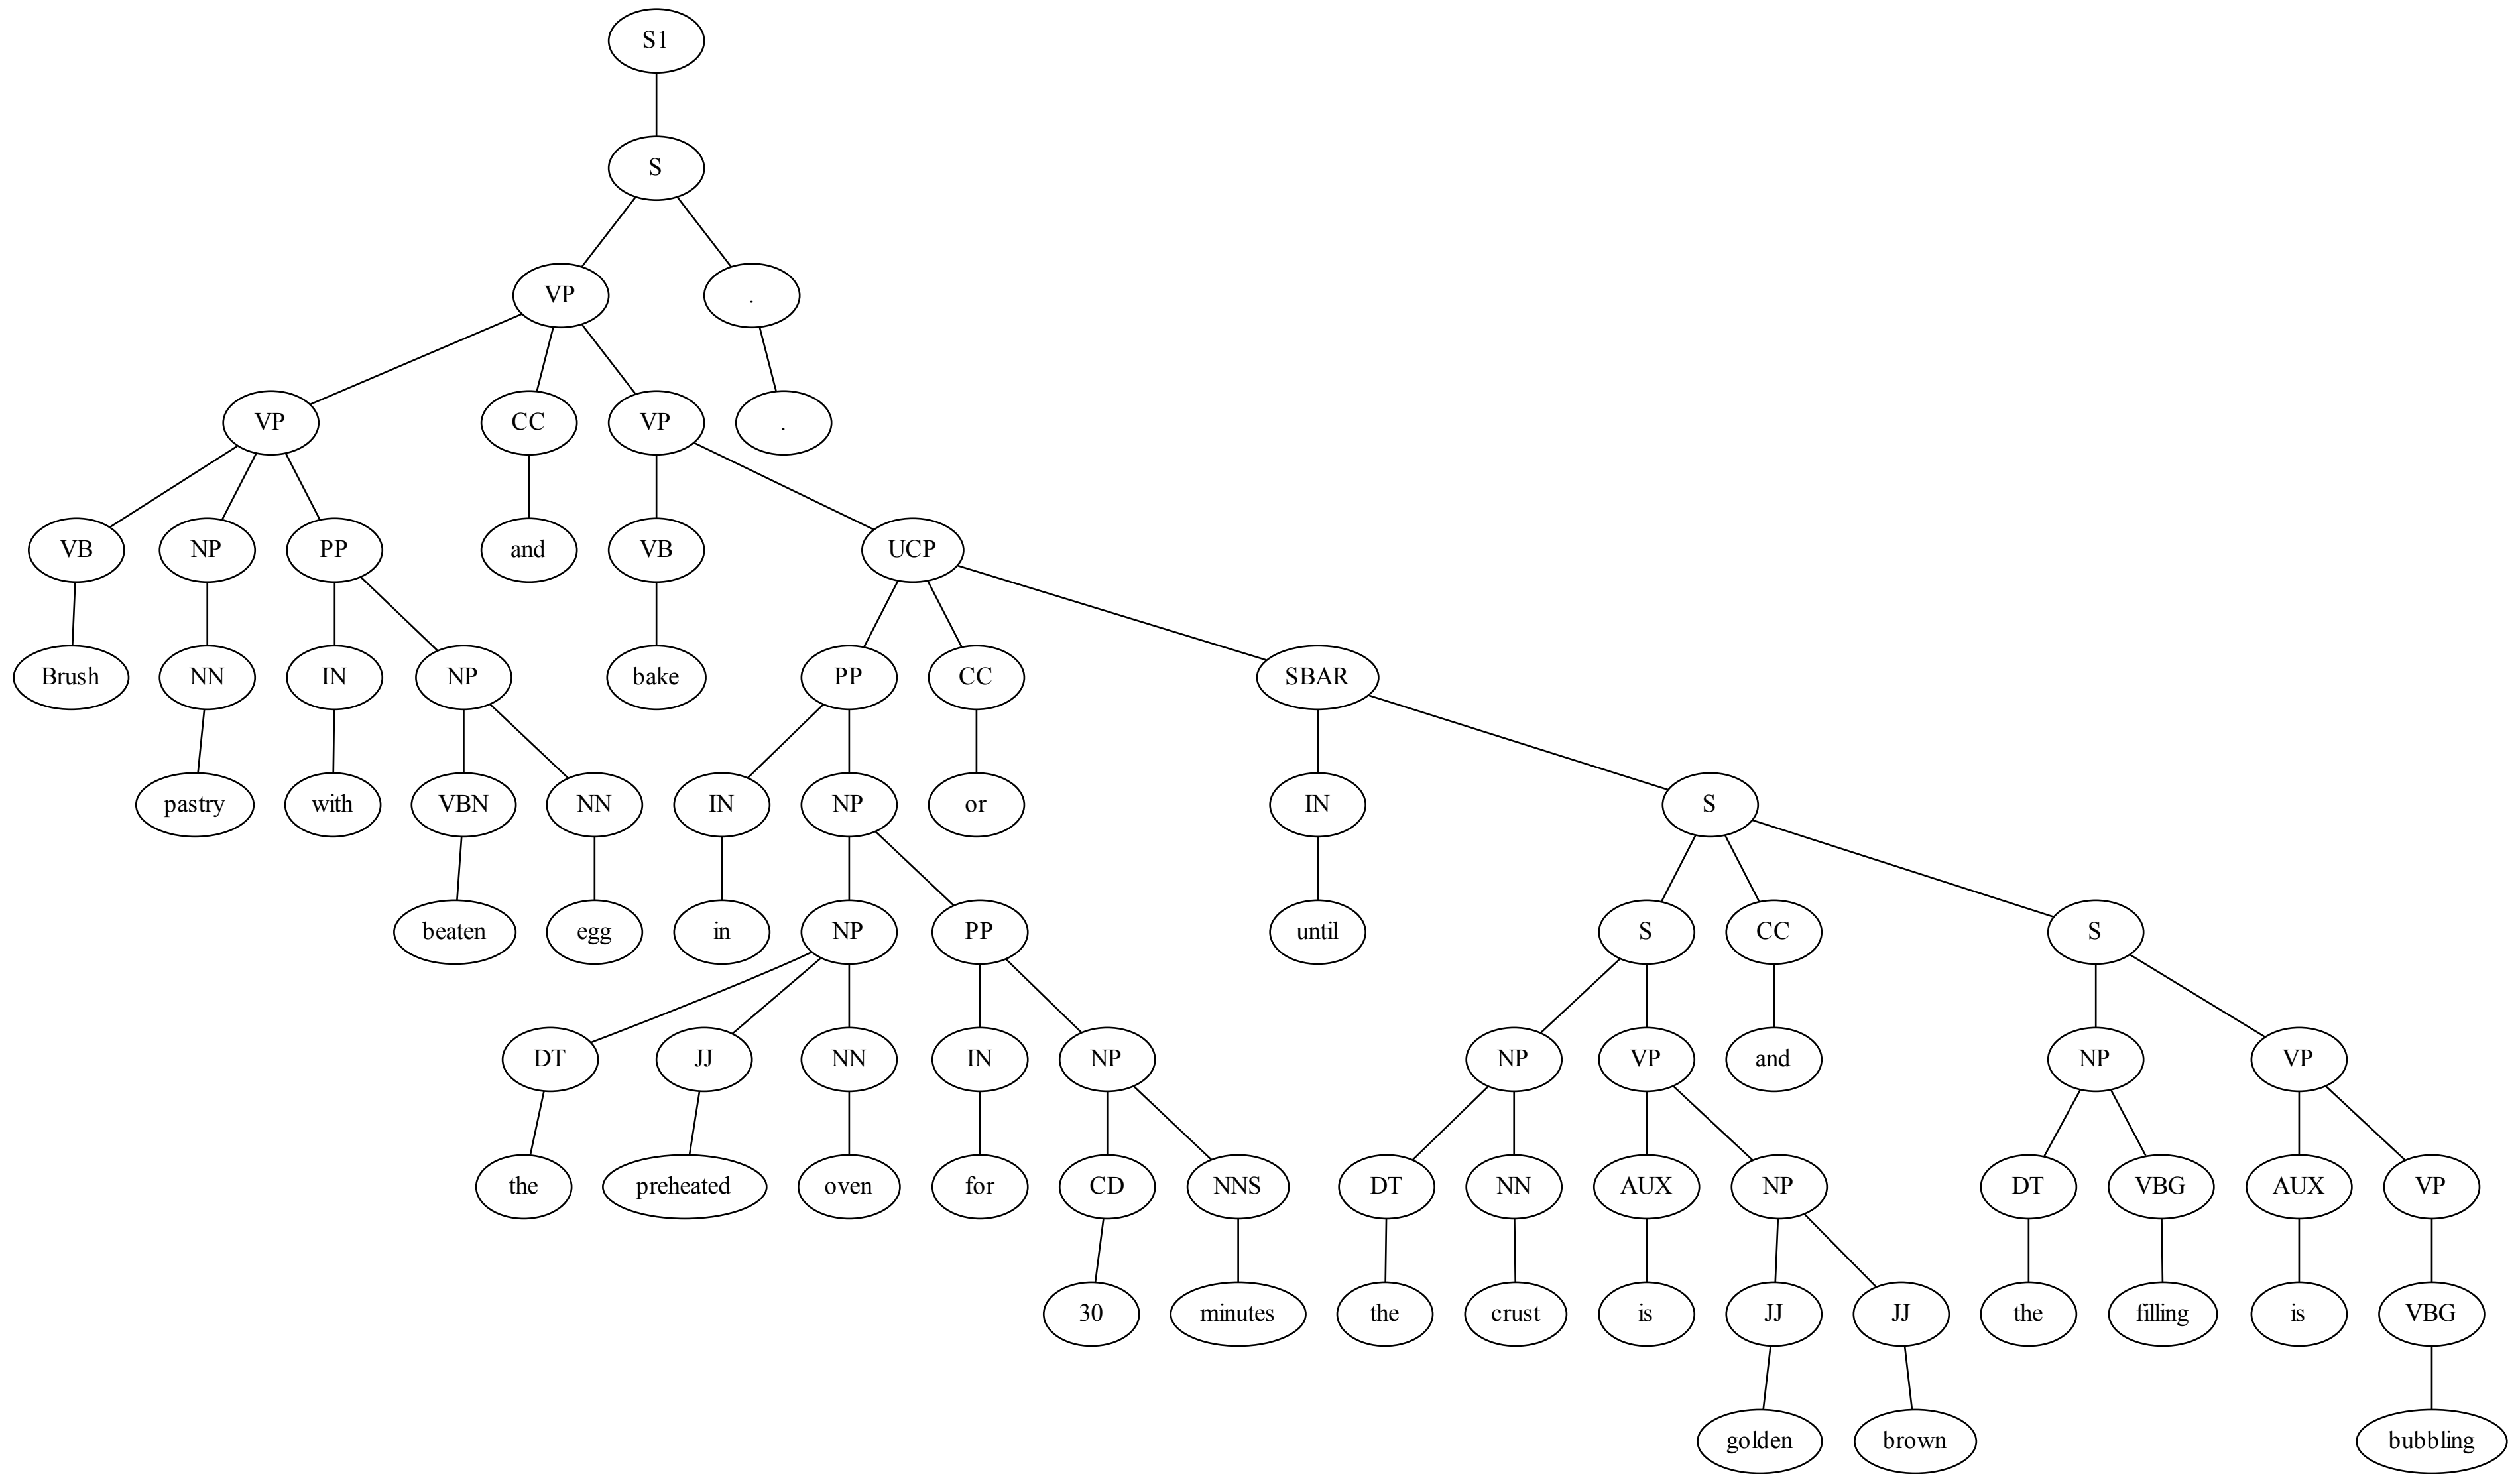 S1
S
VP .
VP CC VP .
VB NP PP and VB UCP
Brush NN IN NP bake PP CC SBAR
pastry with VBN NN IN NP or IN S
beaten egg in NP PP until S CC S
DT JJ NN IN NP NP VP and NP VP
the preheated oven for CD NNS DT NN AUX NP DT VBG AUX VP
30 minutes the crust is JJ JJ the filling is VBG
golden brown bubbling